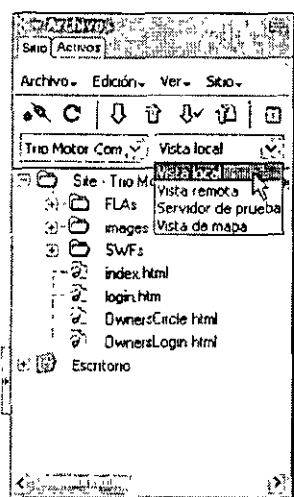 Archivos
Sitio Activos
Archivo Edición Ver Sitio
Trio Motor Com Vista local
Vista local
Vista remota
Servidor de prueba
Vista de mapa
Site - Trio Mo
FLAs
images
SWFs
index.html
login.htm
OwnersCircle html
OwnersLogin html
Escritorio